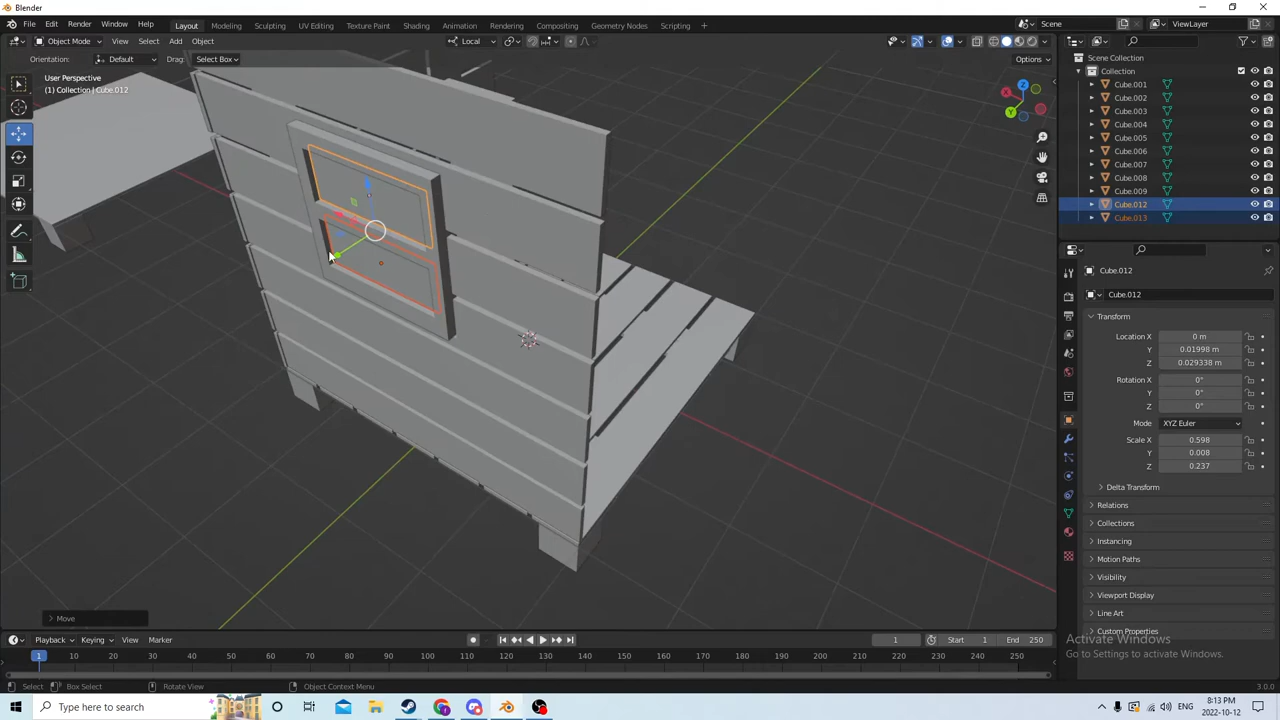 Blender
File Edit Render Window Help Layout Modeling Sculpting UV Editing Texture Paint Shading Animation Rendering Compositing Geometry Nodes Scripting + Scene ViewLayer
Object Mode View Select Add Object Local
Orientation: Default Drag: Select Box Options
User Perspective
(1) Collection | Cube.012
X
Y
Z
Scene Collection
Collection
Cube.001
Cube.002
Cube.003
Cube.004
Cube.005
Cube.006
Cube.007
Cube.008
Cube.009
Cube.012
Cube.013
Cube.012
Cube.012
Transform
Location X 0 m
Y 0.01998 m
Z 0.029338 m
Rotation X 0°
Y 0°
Z 0°
Mode XYZ Euler
Scale X 0.598
Y 0.008
Z 0.237
Delta Transform
Relations
Collections
Instancing
Motion Paths
Visibility
Viewport Display
Line Art
Custom Properties
Activate Windows
Go to Settings to activate Windows.
Move
Playback Keying View Marker 1 Start 1 End 250
1 10 20 30 40 50 60 70 80 90 100 110 120 130 140 150 160 170 180 190 200 210 220 230 240 250
Select Box Select Rotate View Object Context Menu 3.0.0
Type here to search ENG 8:13 PM
2022-10-12